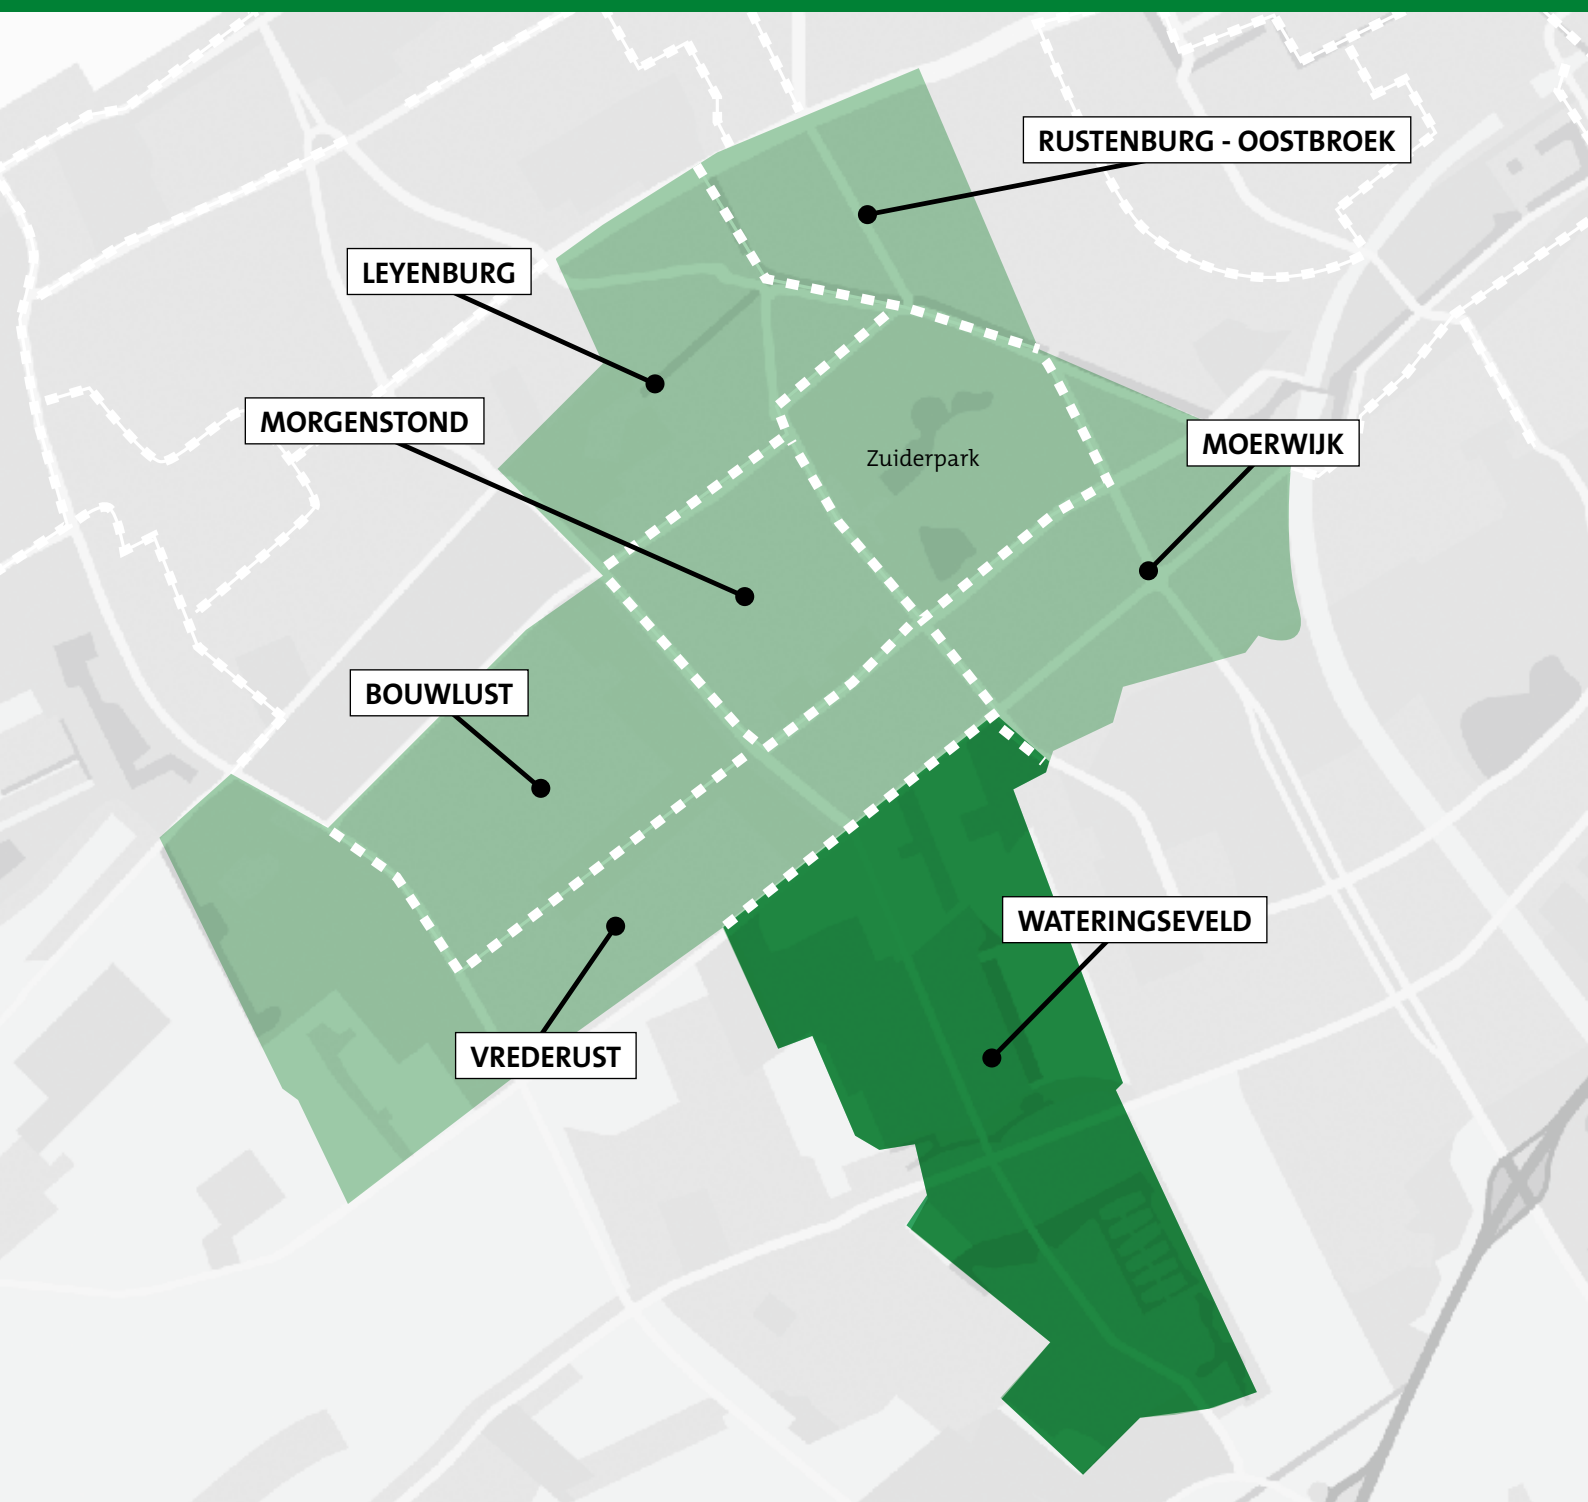 RUSTENBURG - OOSTBROEK
LEYENBURG
MORGENSTOND
MOERWIJK
Zuiderpark
BOUWLUST
WATERINGSEVELD
VREDERUST